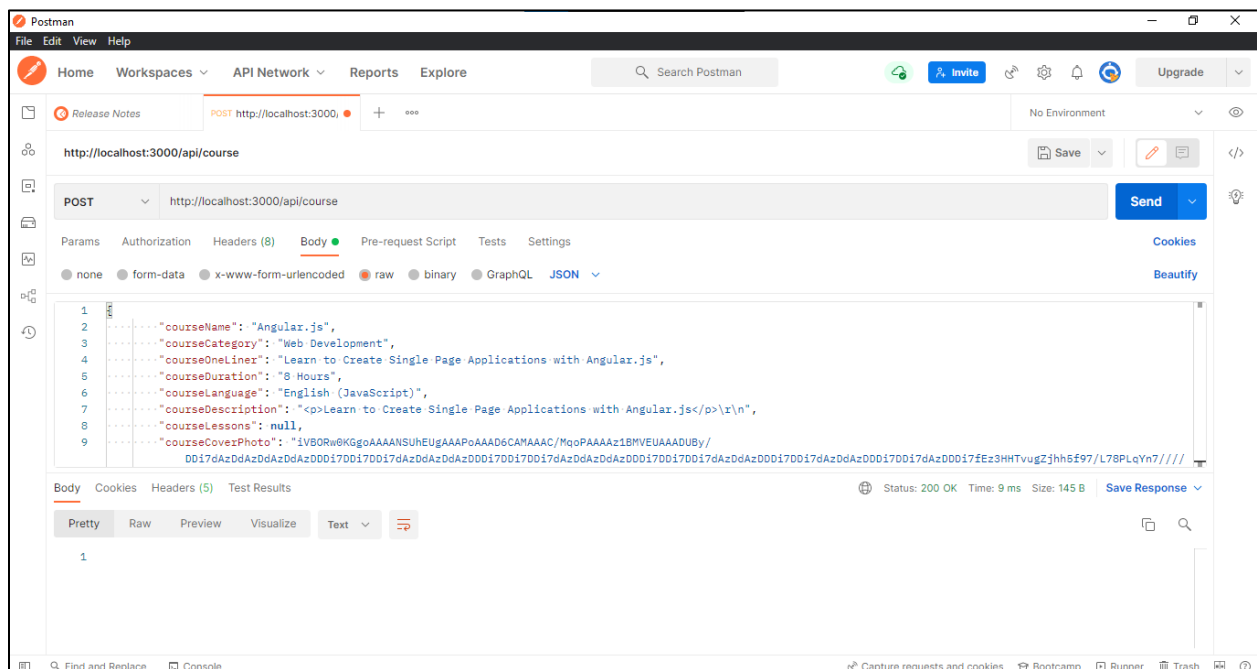 Postman
File Edit View Help
Home Workspaces API Network Reports Explore Search Postman Invite Upgrade
Release Notes POST http://localhost:3000/ No Environment
http://localhost:3000/api/course Save
POST http://localhost:3000/api/course Send
Params Authorization Headers (8) Body Pre-request Script Tests Settings Cookies
none form-data x-www-form-urlencoded raw binary GraphQL JSON Beautify
1 {
2 "courseName": "Angular.js",
3 "courseCategory": "Web Development",
4 "courseOneLiner": "Learn to Create Single Page Applications with Angular.js",
5 "courseDuration": "8 Hours",
6 "courseLanguage": "English (JavaScript)",
7 "courseDescription": "<p>Learn to Create Single Page Applications with Angular.js</p>\r\n",
8 "courseLessons": null,
9 "courseCoverPhoto":
Body Cookies Headers (5) Test Results Status: 200 OK Time: 9 ms Size: 145 B Save Response
Pretty Raw Preview Visualize Text
1
Find and Replace Console Capture requests and cookies Bootcamp Runner Trash